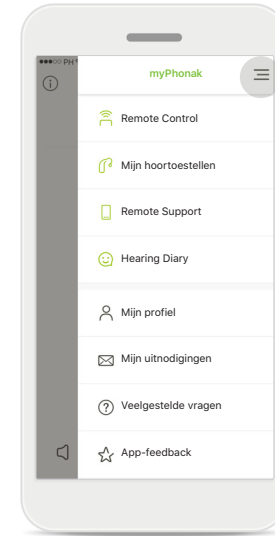 PH
myPhonak
Remote Control
Mijn hoortoestellen
Remote Support
Hearing Diary
Mijn profiel
Mijn uitnodigingen
Veelgestelde vragen
App-feedback